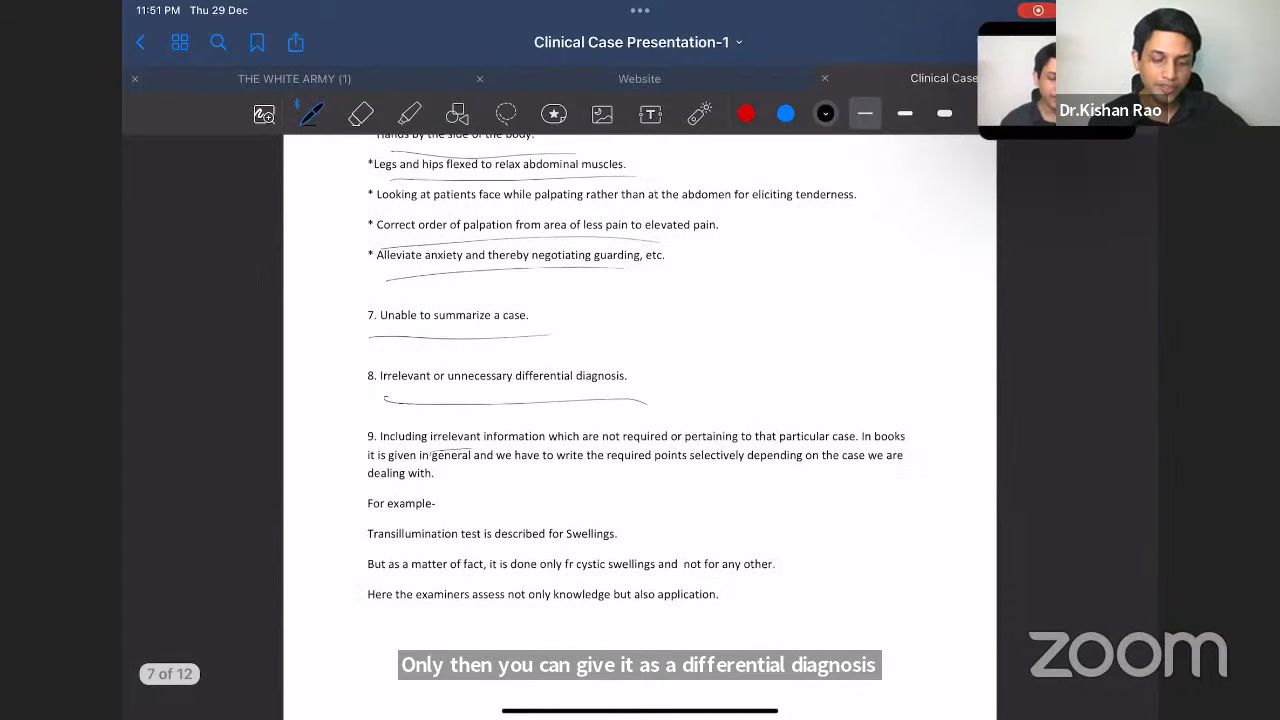 11:51 PM Thu 29 Dec
Clinical Case Presentation-1
THE WHITE ARMY (1)
Website
Clinical Case
Dr.Kishan Rao
Hands by the side of the body.
*Legs and hips flexed to relax abdominal muscles.
* Looking at patients face while palpating rather than at the abdomen for eliciting tenderness.
* Correct order of palpation from area of less pain to elevated pain.
* Alleviate anxiety and thereby negotiating guarding, etc.
7. Unable to summarize a case.
8. Irrelevant or unnecessary differential diagnosis.
9. Including irrelevant information which are not required or pertaining to that particular case. In books
it is given in general and we have to write the required points selectively depending on the case we are
dealing with.
For example-
Transillumination test is described for Swellings.
But as a matter of fact, it is done only fr cystic swellings and not for any other.
Here the examiners assess not only knowledge but also application.
Only then you can give it as a differential diagnosis
7 of 12
ZOOM